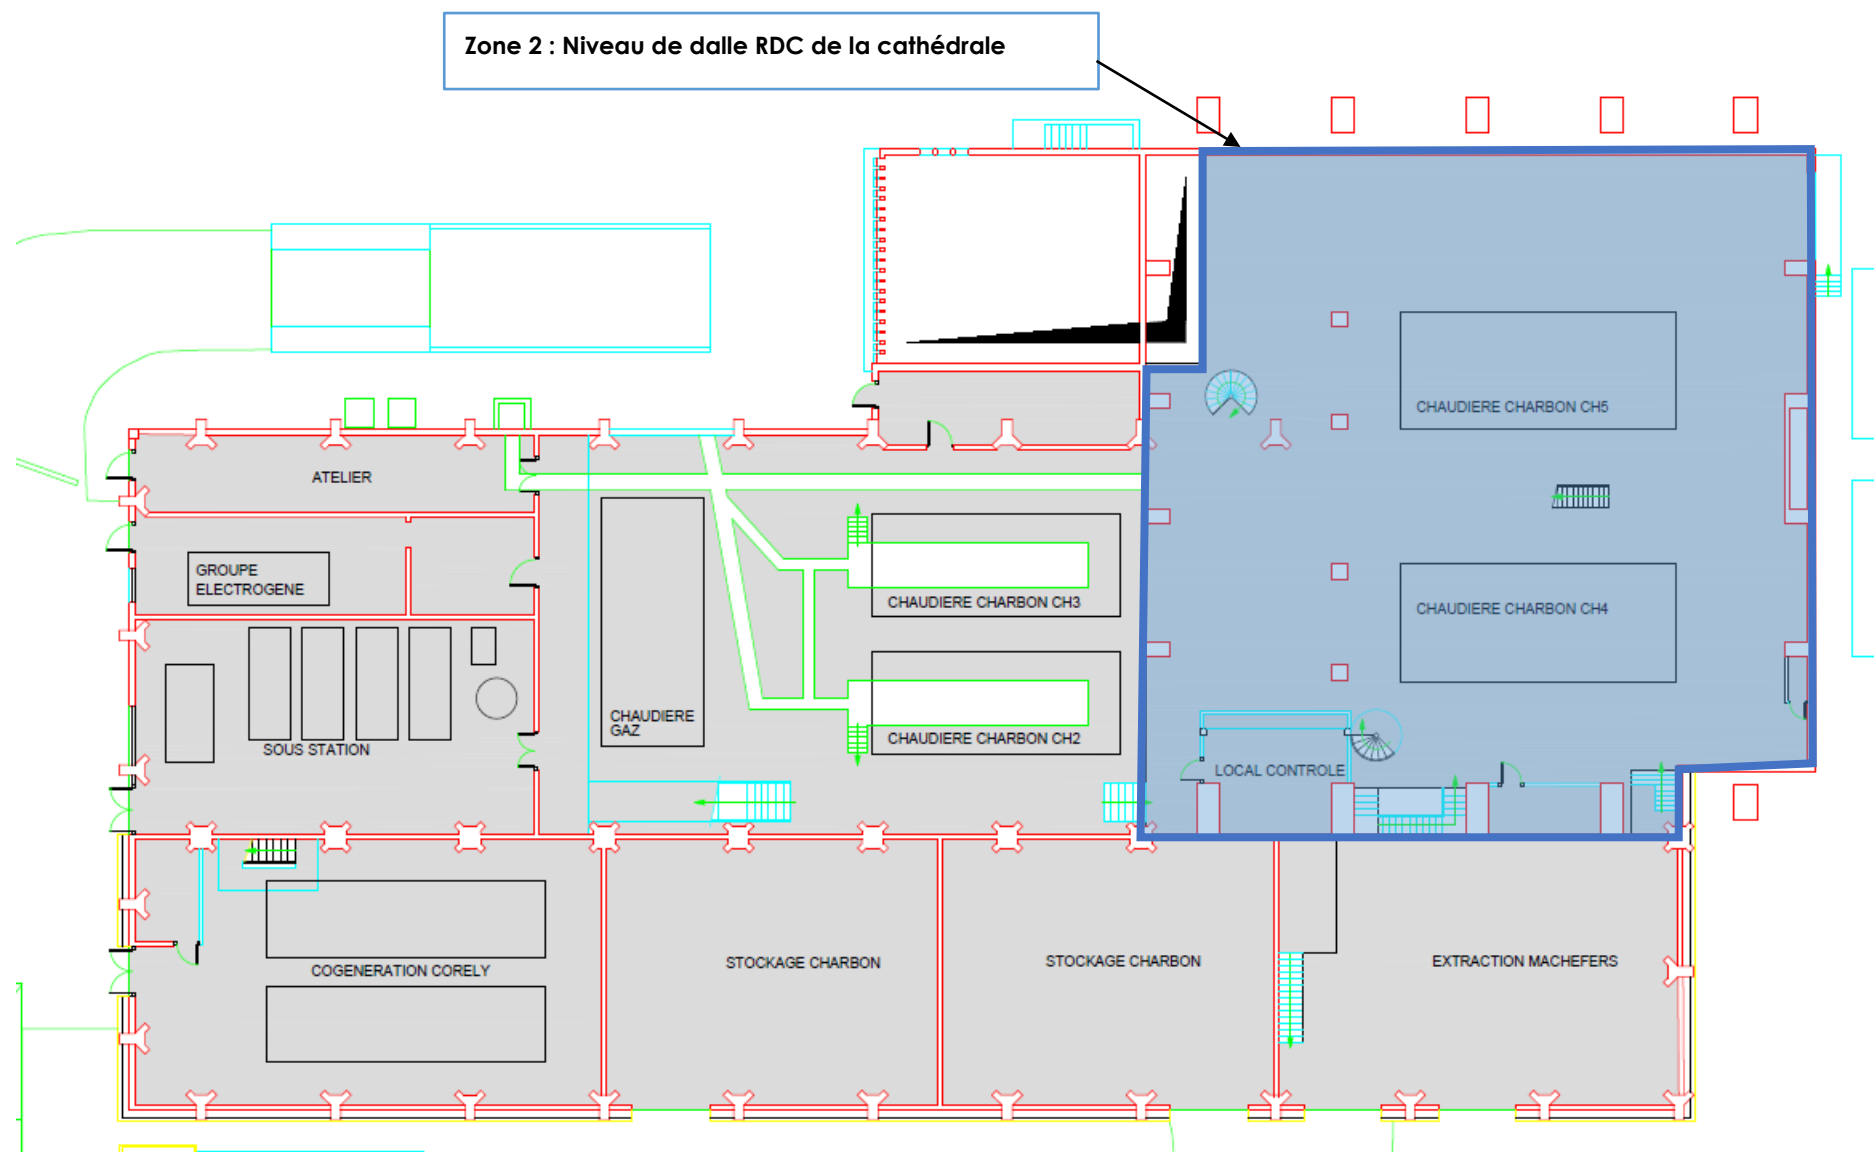 Zone 2 : Niveau de dalle RDC de la cathédrale
CHAUDIERE CHARBON CH5
ATELIER
GROUPE
ELECTROGENE
CHAUDIERE CHARBON CH3
CHAUDIERE CHARBON CH4
CHAUDIERE
GAZ
SOUS STATION
CHAUDIERE CHARBON CH2
LOCAL CONTROLE
COGENERATION CORELY
STOCKAGE CHARBON
STOCKAGE CHARBON
EXTRACTION MACHEFERS